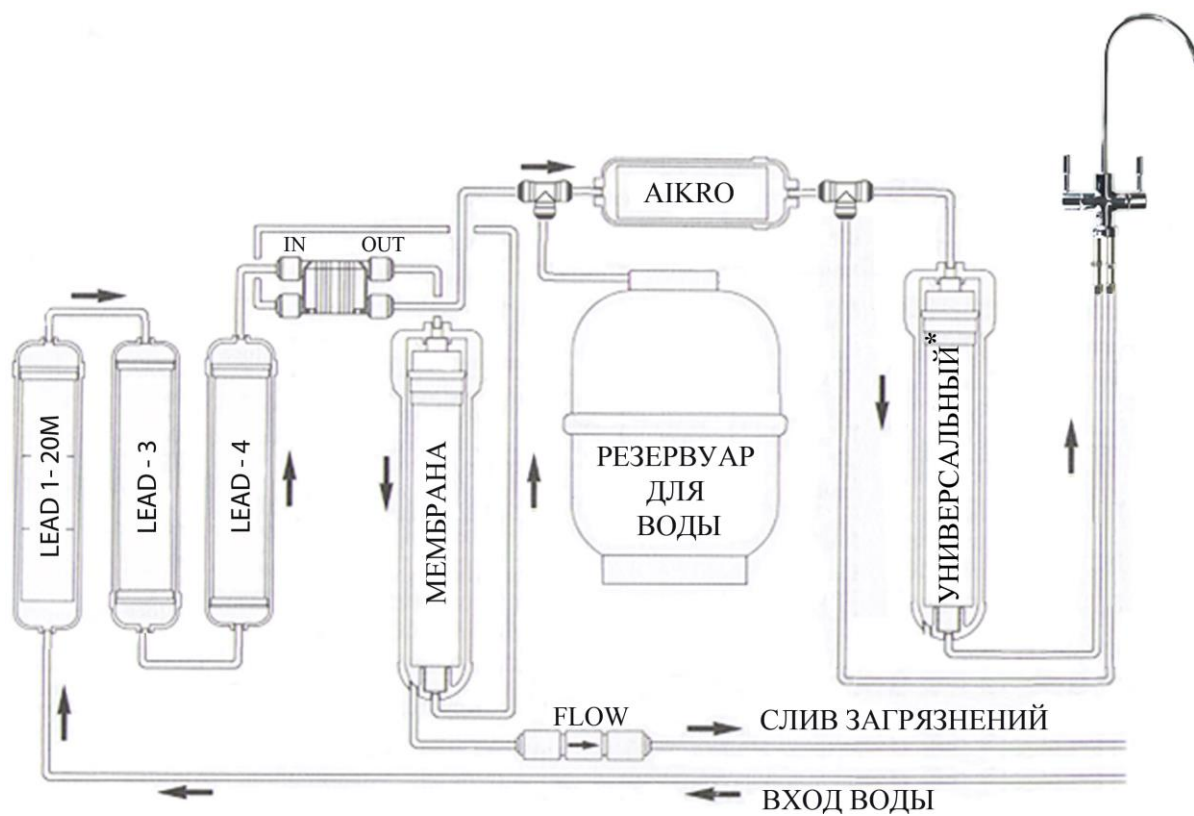 AIKRO
IN
OUT
LEAD 1- 20M
LEAD - 3
LEAD - 4
МЕМБРАНА
РЕЗЕРВУАР
ДЛЯ
ВОДЫ
УНИВЕРСАЛЬНЫЙ*
FLOW
СЛИВ ЗАГРЯЗНЕНИЙ
ВХОД ВОДЫ